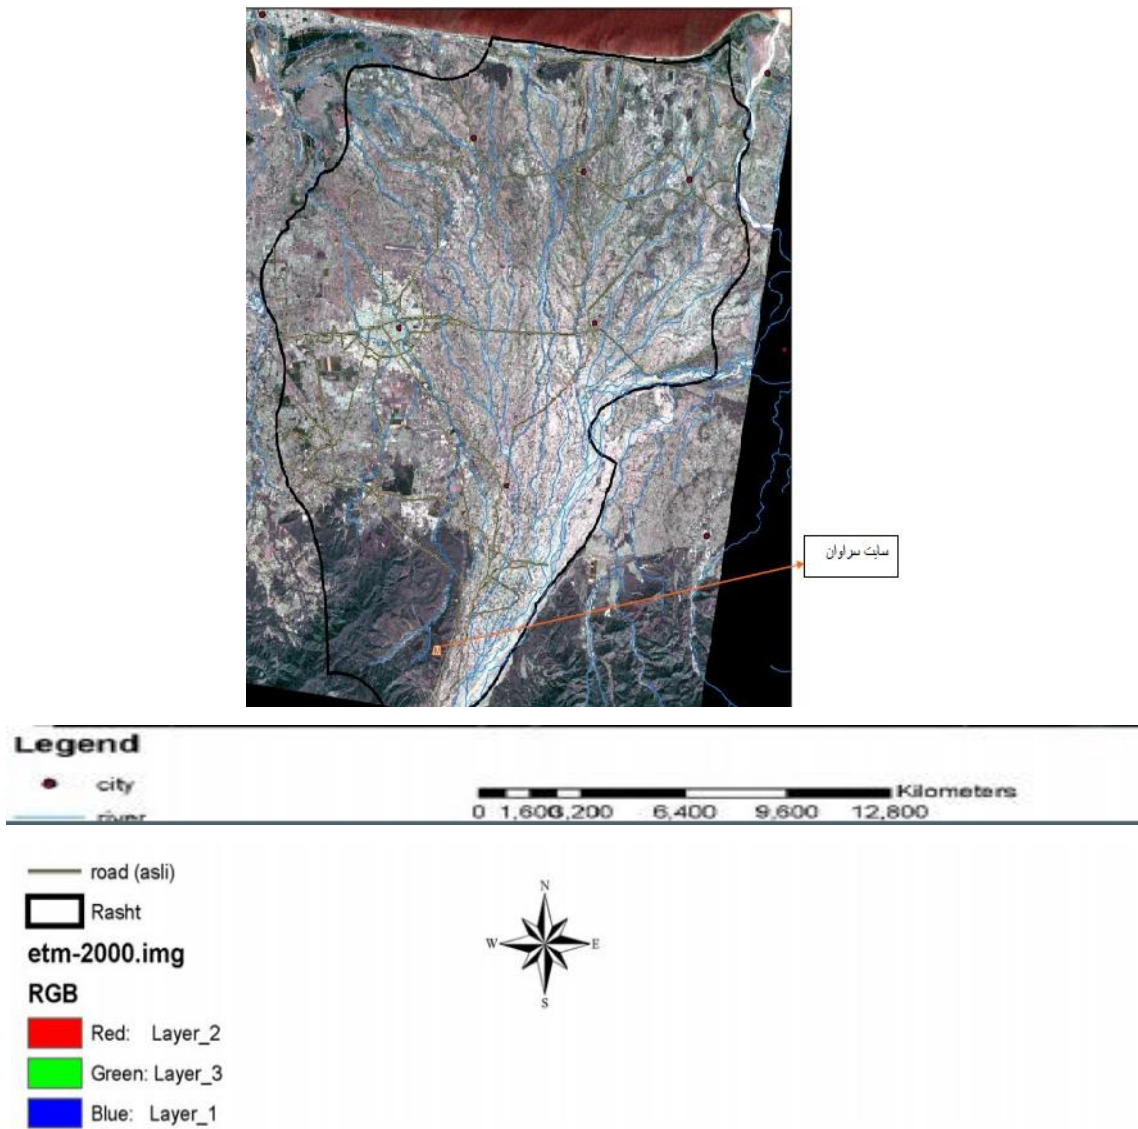 سایت سراوان
Legend
city
river
Kilometers
0 1,600 3,200 6,400 9,600 12,800
road (asli)
Rasht
etm-2000.img
RGB
Red: Layer_2
Green: Layer_3
Blue: Layer_1
N
W E
S